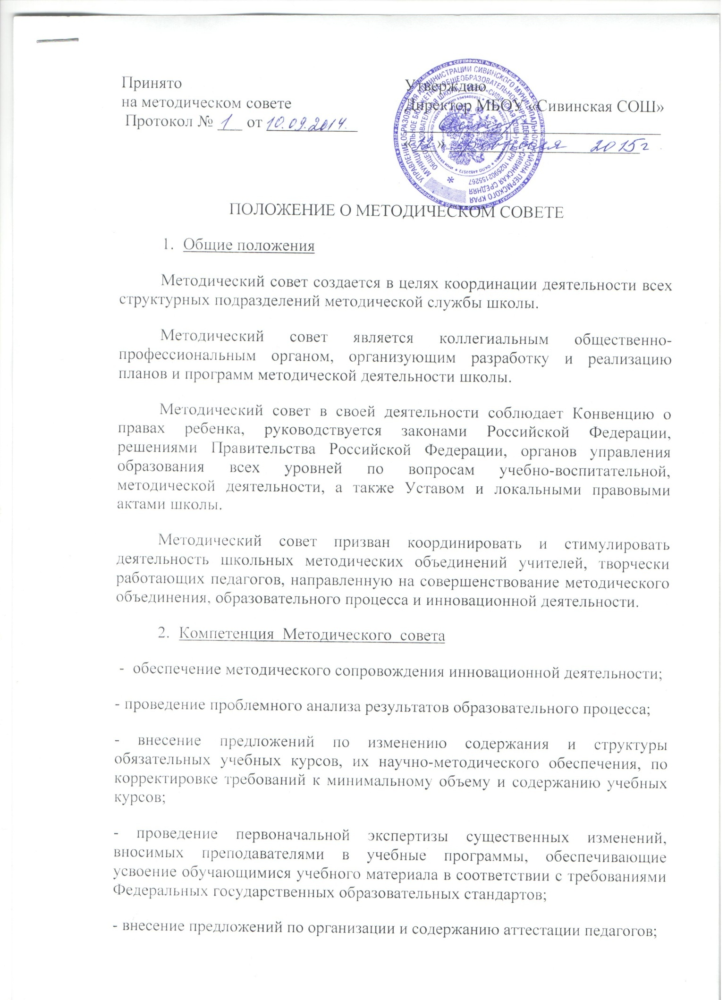 Принято
на методическом совете
Протокол № 1 от 10.09.2014.
Утверждаю
Директор МБОУ «Сивинская СОШ»
«12» февраля 2015г
ПОЛОЖЕНИЕ О МЕТОДИЧЕСКОМ СОВЕТЕ
1. Общие положения
Методический совет создается в целях координации деятельности всех
структурных подразделений методической службы школы.
Методический совет является коллегиальным общественно-
профессиональным органом, организующим разработку и реализацию
планов и программ методической деятельности школы.
Методический совет в своей деятельности соблюдает Конвенцию о
правах ребенка, руководствуется законами Российской Федерации,
решениями Правительства Российской Федерации, органов управления
образования всех уровней по вопросам учебно-воспитательной,
методической деятельности, а также Уставом и локальными правовыми
актами школы.
Методический совет призван координировать и стимулировать
деятельность школьных методических объединений учителей, творчески
работающих педагогов, направленную на совершенствование методического
объединения, образовательного процесса и инновационной деятельности.
2. Компетенция Методического совета
- обеспечение методического сопровождения инновационной деятельности;
- проведение проблемного анализа результатов образовательного процесса;
- внесение предложений по изменению содержания и структуры
обязательных учебных курсов, их научно-методического обеспечения, по
корректировке требований к минимальному объему и содержанию учебных
курсов;
- проведение первоначальной экспертизы существенных изменений,
вносимых преподавателями в учебные программы, обеспечивающие
усвоение обучающимися учебного материала в соответствии с требованиями
Федеральных государственных образовательных стандартов;
- внесение предложений по организации и содержанию аттестации педагогов;